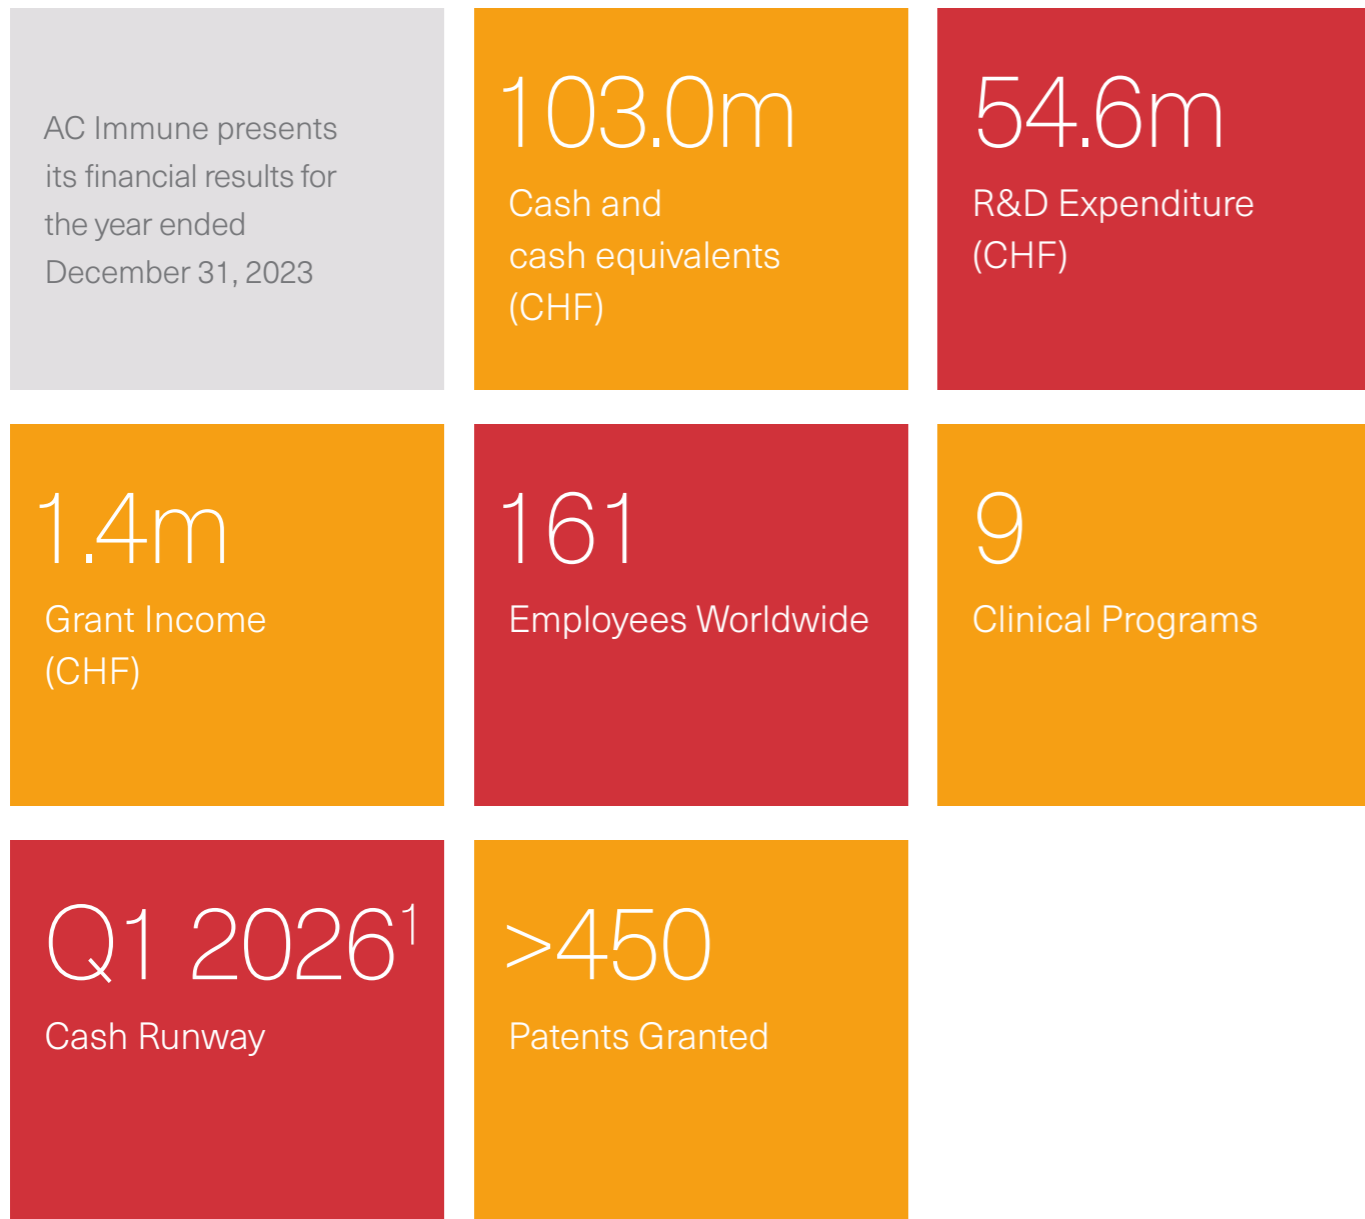 AC Immune presents
its financial results for
the year ended
December 31, 2023
103.0m
Cash and
cash equivalents
(CHF)
54.6m
R&D Expenditure
(CHF)
1.4m
Grant Income
(CHF)
161
Employees Worldwide
9
Clinical Programs
Q1 2026¹
Cash Runway
>450
Patents Granted